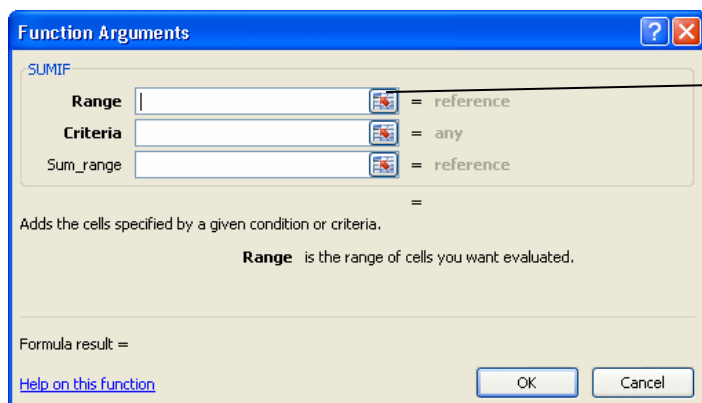 Function Arguments
SUMIF
Range = reference
Criteria = any
Sum_range = reference
=
Adds the cells specified by a given condition or criteria.
Range is the range of cells you want evaluated.
Formula result =
Help on this function
OK Cancel